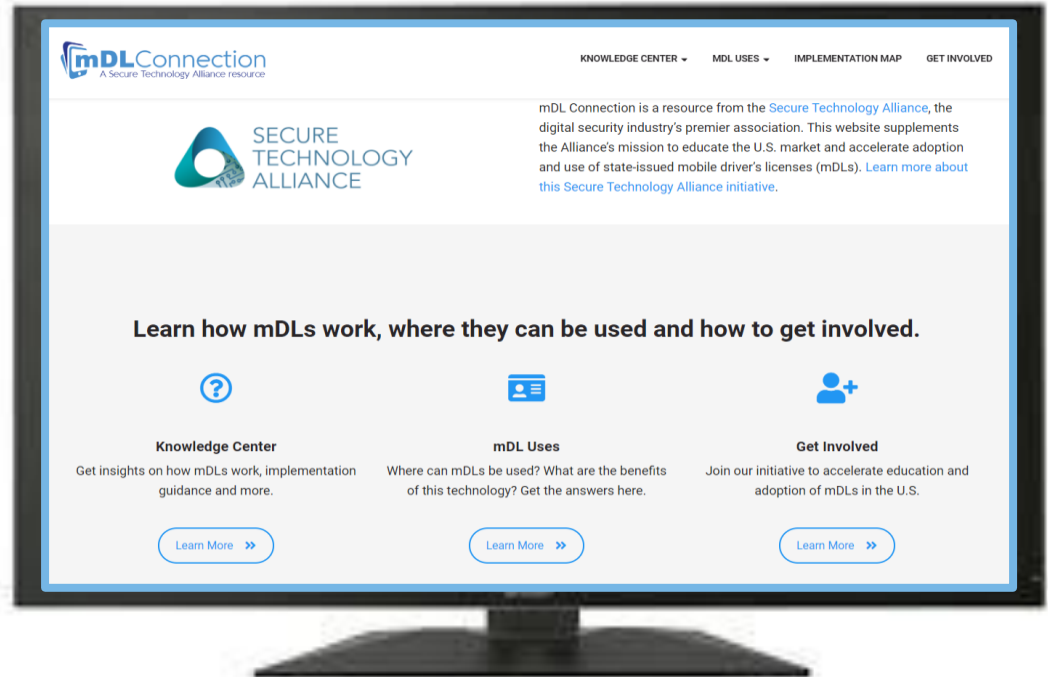 mDLConnection
A Secure Technology Alliance resource
KNOWLEDGE CENTER
MDL USES
IMPLEMENTATION MAP
GET INVOLVED
SECURE
TECHNOLOGY
ALLIANCE
mDL Connection is a resource from the Secure Technology Alliance, the
digital security industry's premier association. This website supplements
the Alliance's mission to educate the U.S. market and accelerate adoption
and use of state-issued mobile driver's licenses (mDLs). Learn more about
this Secure Technology Alliance initiative.
Learn how mDLs work, where they can be used and how to get involved.
Knowledge Center
Get insights on how mDLs work, implementation
guidance and more.
Learn More »
mDL Uses
Where can mDLs be used? What are the benefits
of this technology? Get the answers here.
Learn More »
Get Involved
Join our initiative to accelerate education and
adoption of mDLs in the U.S.
Learn More »